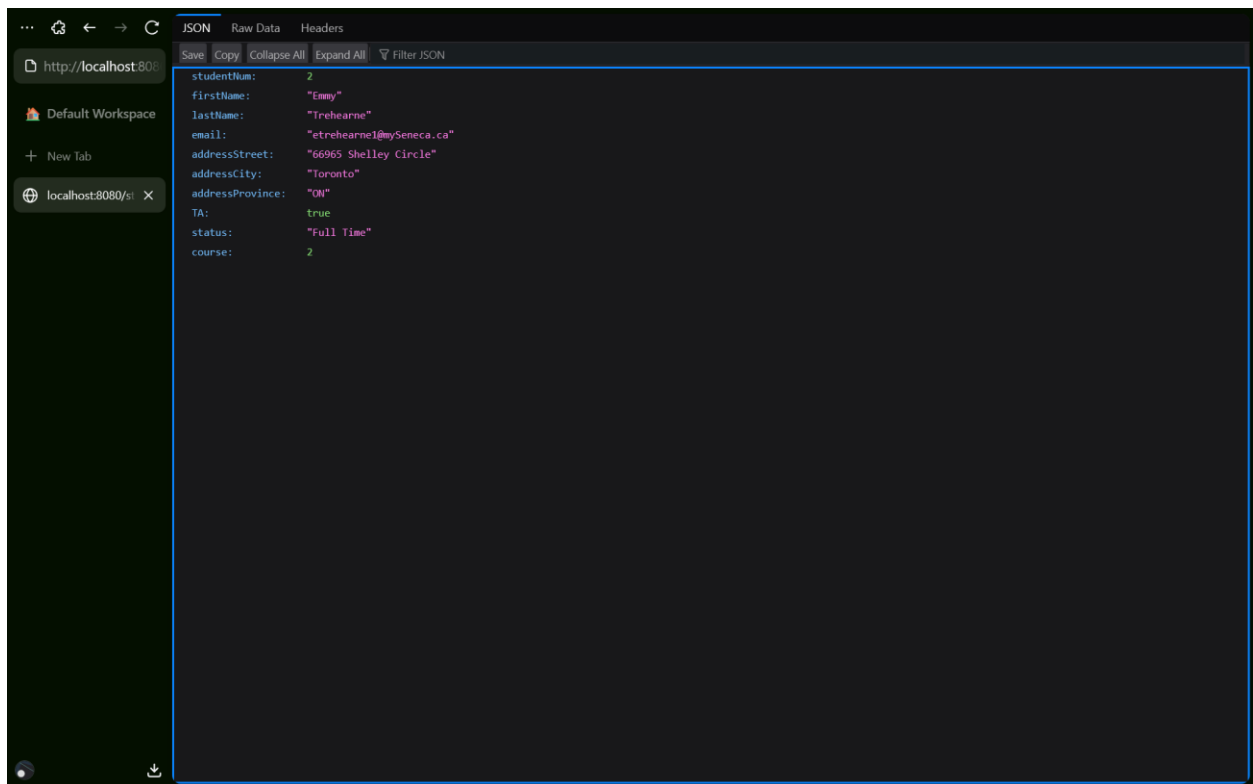 JSON Raw Data Headers
Save Copy Collapse All Expand All Filter JSON
http://localhost:808
Default Workspace
New Tab
localhost:8080/st
studentNum: 2
firstName: "Emmy"
lastName: "Trehearne"
email: "etrehearne1@mySeneca.ca"
addressStreet: "66965 Shelley Circle"
addressCity: "Toronto"
addressProvince: "ON"
TA: true
status: "Full Time"
course: 2